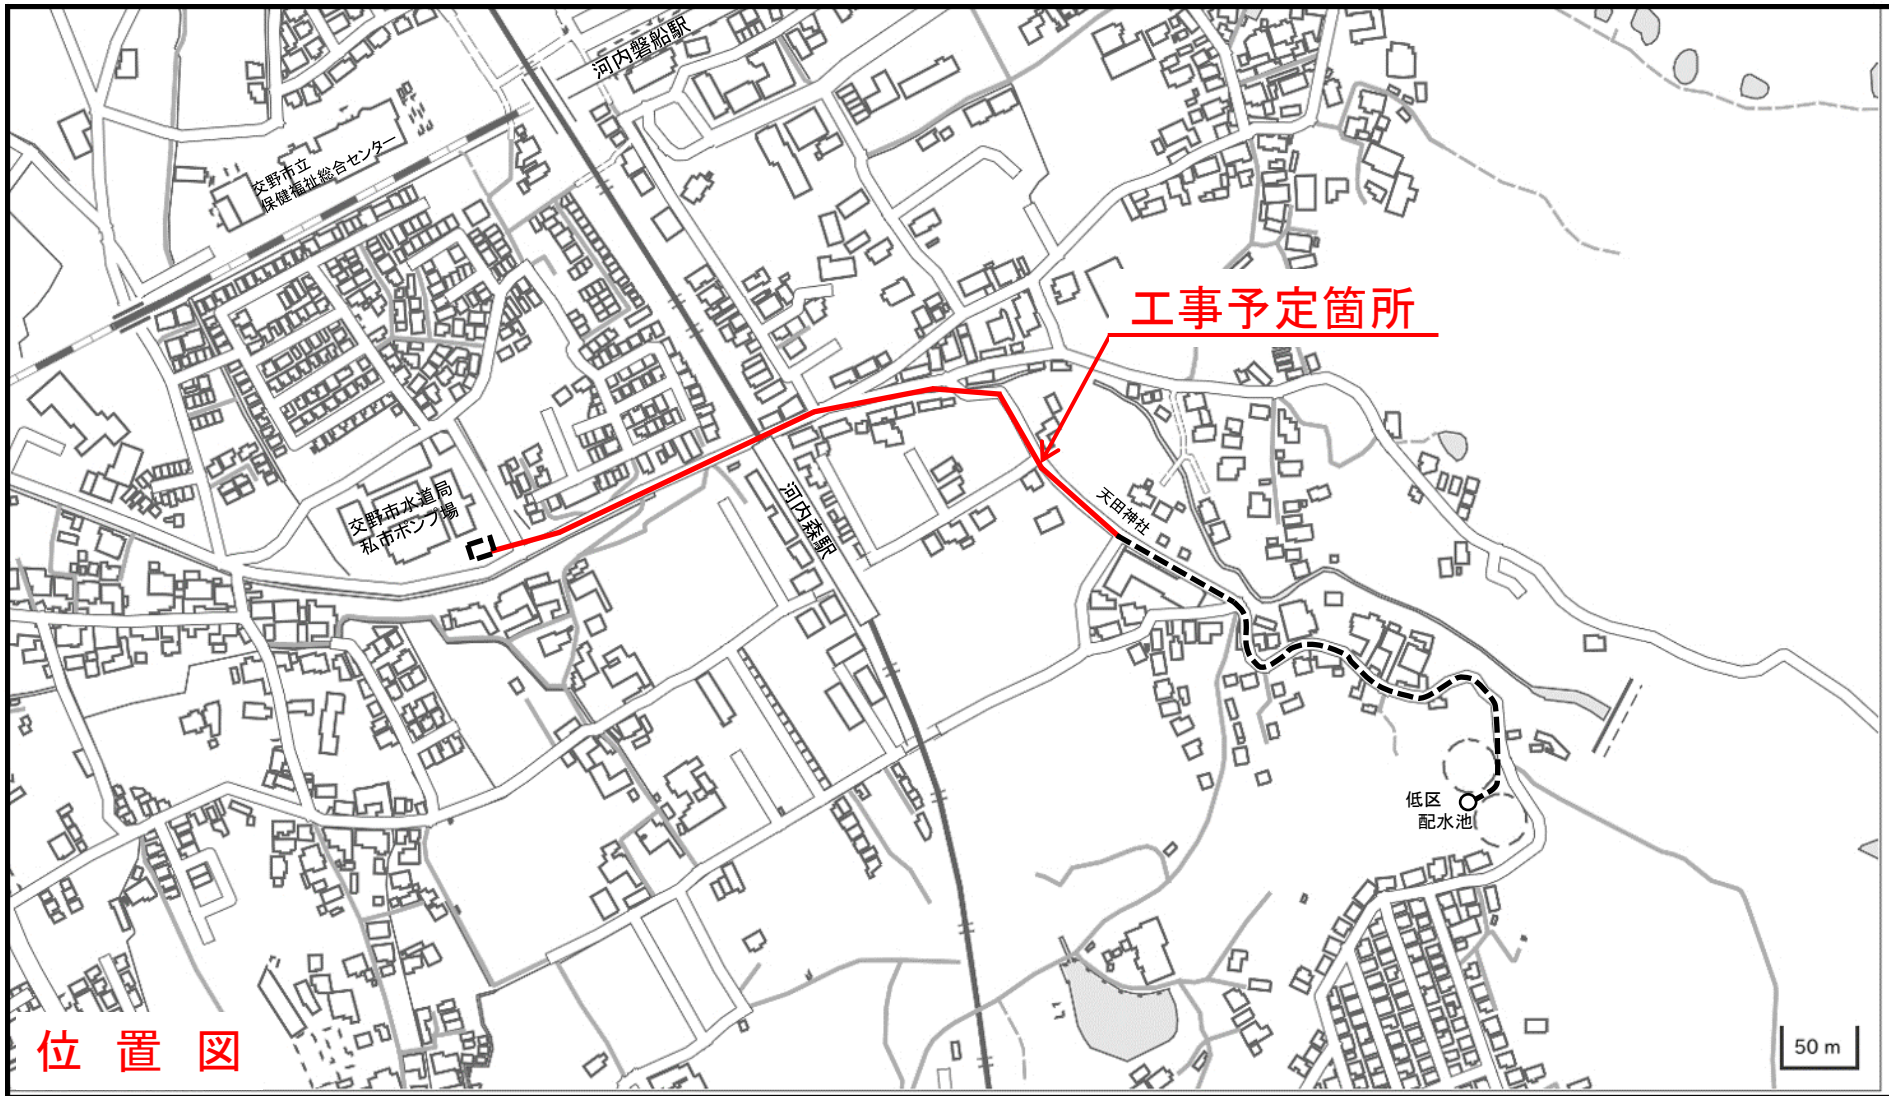 河内磐船駅
交野市立
保健福祉総合センター
工事予定箇所
交野市水道局
私市ポンプ場
河内森駅
天田神社
低区
配水池
位置図
50 m